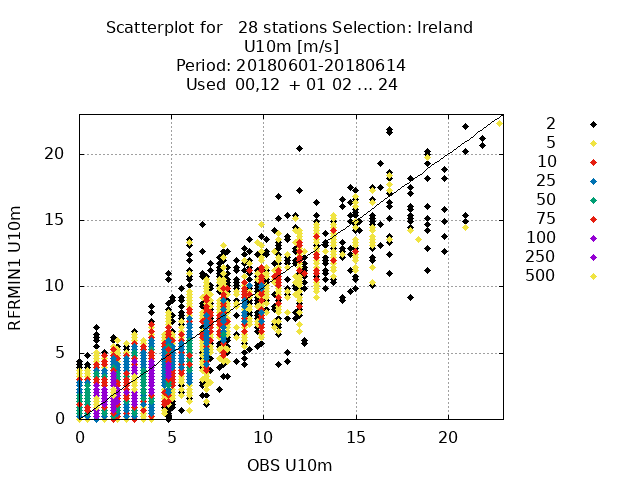 Scatterplot for   28 stations Selection: Ireland
U10m [m/s]
Period: 20180601-20180614
Used  00,12  + 01 02 ... 24
RFRMIN1 U10m
20
15
10
5
0
0 5 10 15 20
OBS U10m
2
5
10
25
50
75
100
250
500